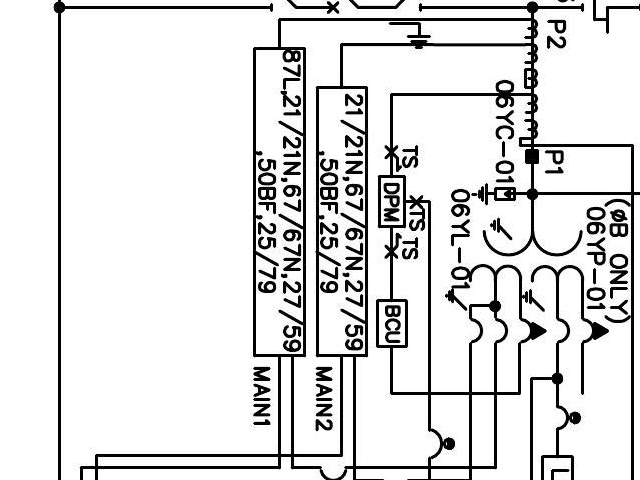 P2
06YC-01
P1
(øB ONLY)
06YP-01
06YL-01
TS
DPM
TS
TS
BCU
21/21N,67/67N,27/59
,50BF,25/79
MAIN2
87L,21/21N,67/67N,27/59
,50BF,25/79
MAIN1